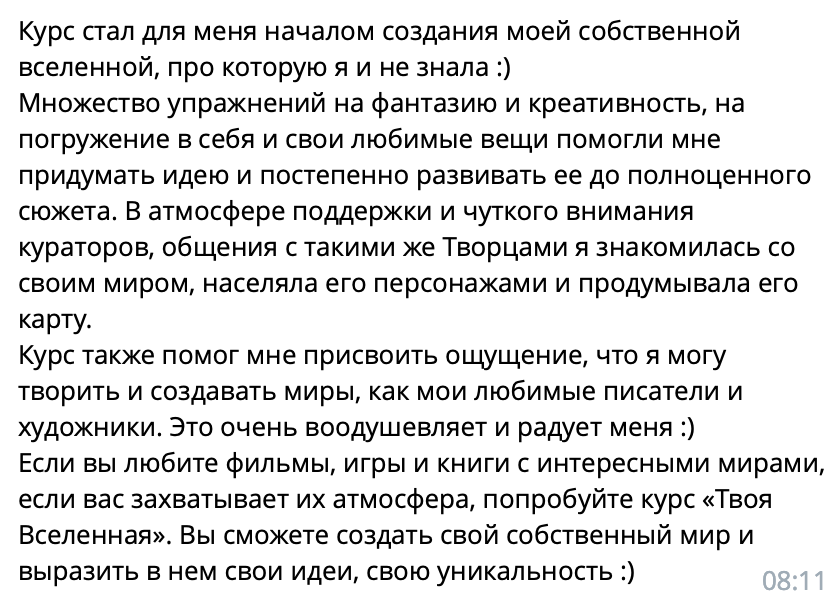 Курс стал для меня началом создания моей собственной
вселенной, про которую я и не знала :)
Множество упражнений на фантазию и креативность, на
погружение в себя и свои любимые вещи помогли мне
придумать идею и постепенно развивать ее до полноценного
сюжета. В атмосфере поддержки и чуткого внимания
кураторов, общения с такими же Творцами я знакомилась со
своим миром, населяла его персонажами и продумывала его
карту.
Курс также помог мне присвоить ощущение, что я могу
творить и создавать миры, как мои любимые писатели и
художники. Это очень воодушевляет и радует меня :)
Если вы любите фильмы, игры и книги с интересными мирами,
если вас захватывает их атмосфера, попробуйте курс «Твоя
Вселенная». Вы сможете создать свой собственный мир и
выразить в нем свои идеи, свою уникальность :)
08:11